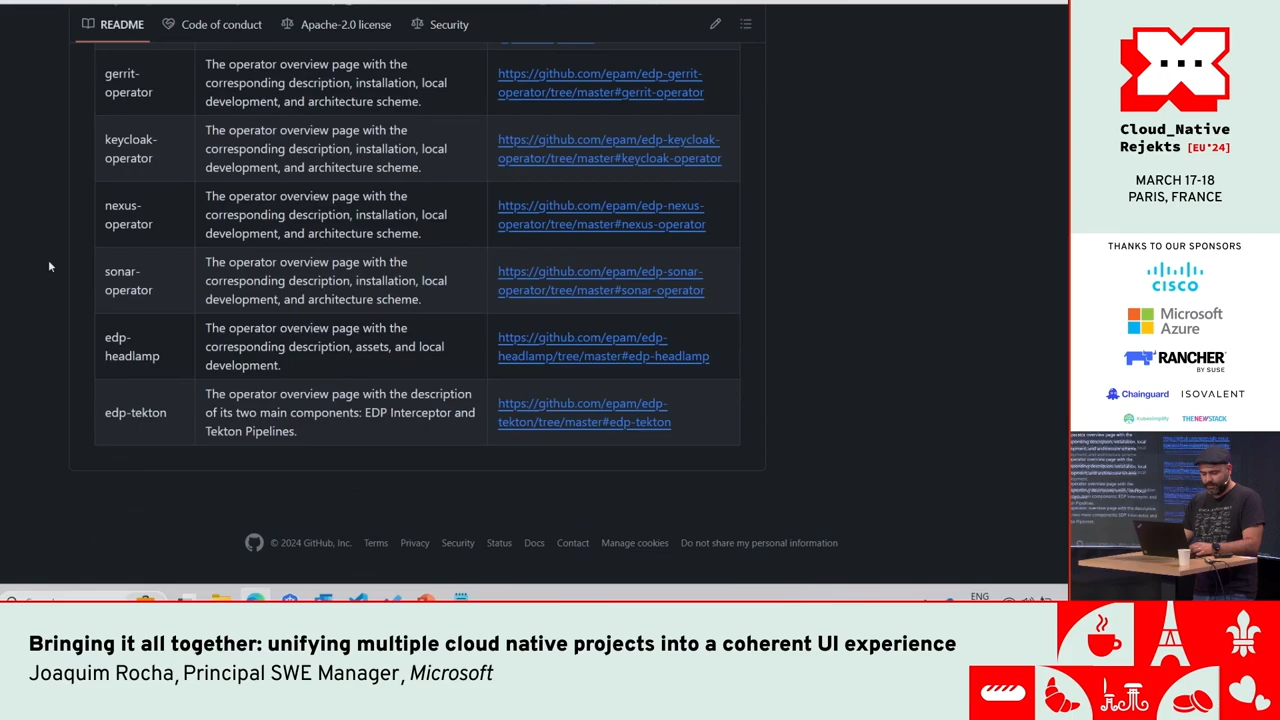 README
Code of conduct
Apache-2.0 license
Security
gerrit-
operator
The operator overview page with the
corresponding description, installation, local
development, and architecture scheme.
https://github.com/epam/edp-gerrit-
operator/tree/master#gerrit-operator
keycloak-
operator
The operator overview page with the
corresponding description, installation, local
development, and architecture scheme.
https://github.com/epam/edp-keycloak-
operator/tree/master#keycloak-operator
nexus-
operator
The operator overview page with the
corresponding description, installation, local
development, and architecture scheme.
https://github.com/epam/edp-nexus-
operator/tree/master#nexus-operator
sonar-
operator
The operator overview page with the
corresponding description, installation, local
development, and architecture scheme.
https://github.com/epam/edp-sonar-
operator/tree/master#sonar-operator
edp-
headlamp
The operator overview page with the
corresponding description, assets, and local
development.
https://github.com/epam/edp-
headlamp/tree/master#edp-headlamp
edp-tekton
The operator overview page with the description
of its two main components: EDP Interceptor and
Tekton Pipelines.
https://github.com/epam/edp-
tekton/tree/master#edp-tekton
© 2024 GitHub, Inc.
Terms
Privacy
Security
Status
Docs
Contact
Manage cookies
Do not share my personal information
ENG
Cloud_Native
Rejekts [EU'24]
MARCH 17-18
PARIS, FRANCE
THANKS TO OUR SPONSORS
CISCO
Microsoft
Azure
RANCHER
BY SUSE
Chainguard
ISOVALENT
kubesimplify
THENEWSTACK
Bringing it all together: unifying multiple cloud native projects into a coherent UI experience
Joaquim Rocha, Principal SWE Manager, Microsoft